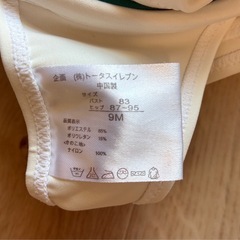 企画 (株)トータスイレブン
中国製
サイズ
バスト 83
ヒップ 87~95
9M
ポリエステル
ポリウレタン
ナイロン 100%